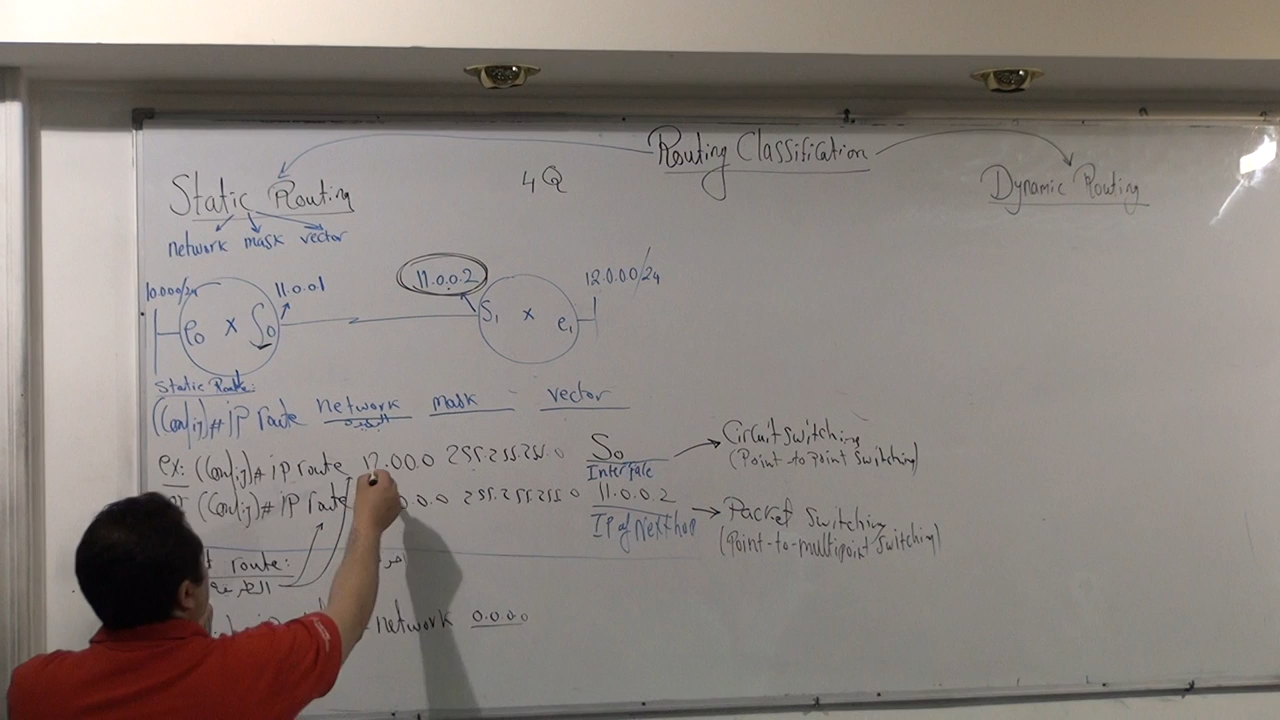 Routing Classification
Static Routing
4Q
Dynamic Routing
network mask vector
10.0.0.0/24
11.0.0.1
11.0.0.2
12.0.0.0/24
e0 x S0
S1 x e1
Static Route:
(Config)# ip route network mask vector
ex: (Config)# ip route 12.0.0.0 255.255.255.0 S0
Interface
Circuit Switching
(Point-to-Point Switching)
or (Config)# ip route 0.0.0 255.255.255.0 11.0.0.2
IP of Next hop
Packet Switching
(Point-to-multipoint Switching)
route:
network 0.0.0.0